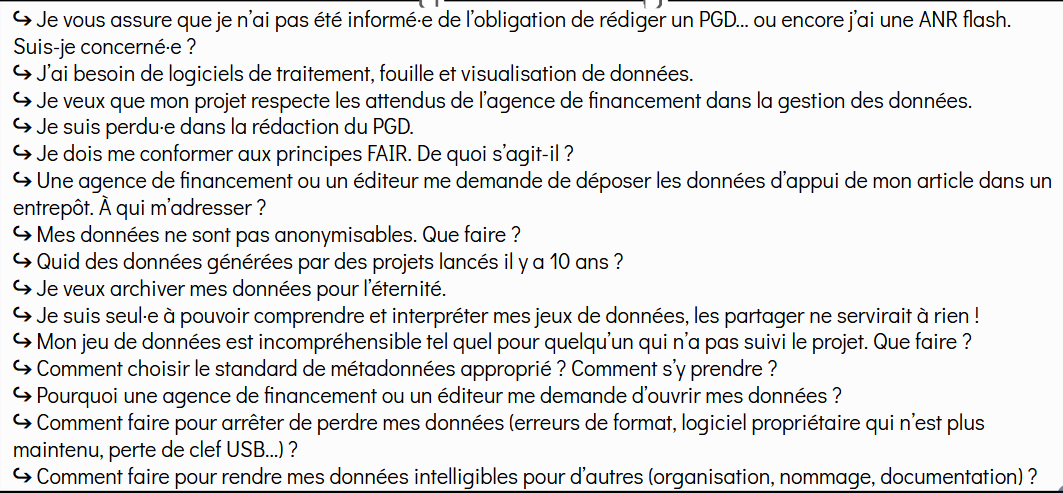 ↪ Je vous assure que je n’ai pas été informé·e de l’obligation de rédiger un PGD... ou encore j’ai une ANR flash.
Suis-je concerné·e ?
↪ J’ai besoin de logiciels de traitement, fouille et visualisation de données.
↪ Je veux que mon projet respecte les attendus de l’agence de financement dans la gestion des données.
↪ Je suis perdu·e dans la rédaction du PGD.
↪ Je dois me conformer aux principes FAIR. De quoi s’agit-il ?
↪ Une agence de financement ou un éditeur me demande de déposer les données d’appui de mon article dans un
entrepôt. À qui m’adresser ?
↪ Mes données ne sont pas anonymisables. Que faire ?
↪ Quid des données générées par des projets lancés il y a 10 ans ?
↪ Je veux archiver mes données pour l’éternité.
↪ Je suis seul·e à pouvoir comprendre et interpréter mes jeux de données, les partager ne servirait à rien !
↪ Mon jeu de données est incompréhensible tel quel pour quelqu’un qui n’a pas suivi le projet. Que faire ?
↪ Comment choisir le standard de métadonnées approprié ? Comment s’y prendre ?
↪ Pourquoi une agence de financement ou un éditeur me demande d’ouvrir mes données ?
↪ Comment faire pour arrêter de perdre mes données (erreurs de format, logiciel propriétaire qui n’est plus
maintenu, perte de clef USB...) ?
↪ Comment faire pour rendre mes données intelligibles pour d’autres (organisation, nommage, documentation) ?